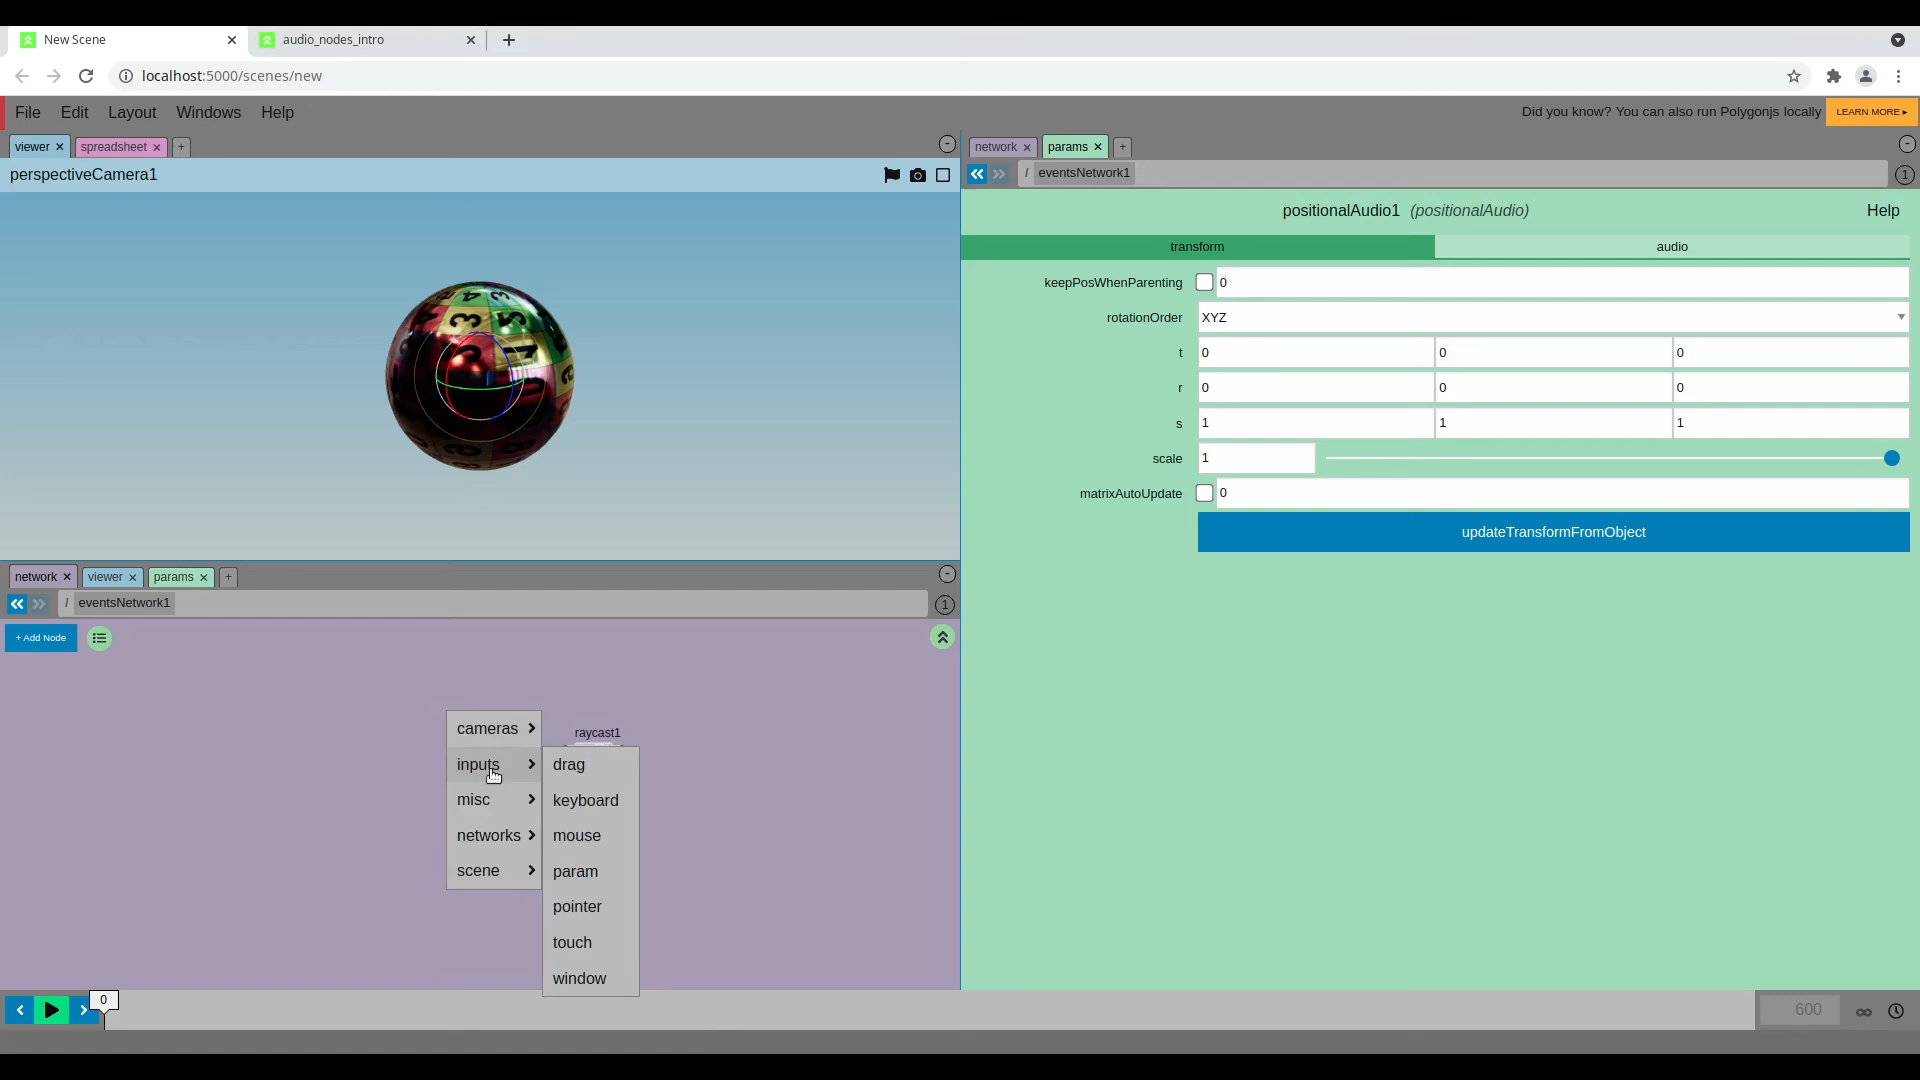 New Scene
audio_nodes_intro
localhost:5000/scenes/new
File Edit Layout Windows Help
Did you know? You can also run Polygonjs locally
LEARN MORE ▸
viewer
spreadsheet
+
perspectiveCamera1
network
params
+
/ eventsNetwork1
1
positionalAudio1 (positionalAudio)
Help
transform
audio
keepPosWhenParenting 0
rotationOrder XYZ
t 0 0 0
r 0 0 0
s 1 1 1
scale 1
matrixAutoUpdate 0
updateTransformFromObject
network
viewer
params
+
/ eventsNetwork1
1
+ Add Node
raycast1
cameras
inputs
misc
networks
scene
drag
keyboard
mouse
param
pointer
touch
window
0
600